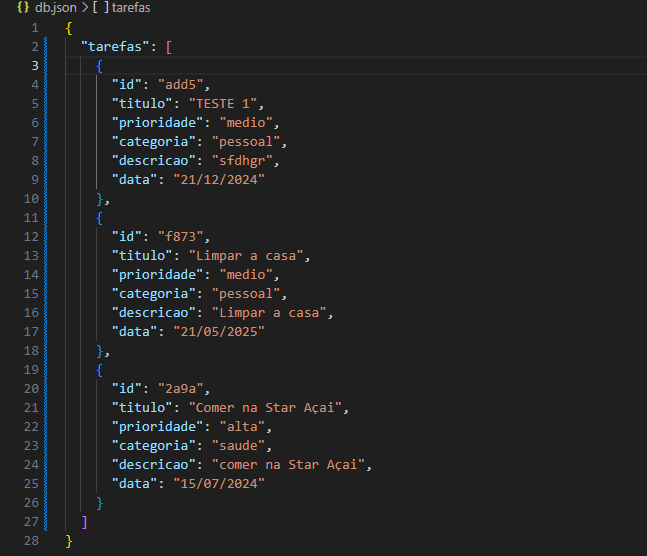 {} db.json > [ ] tarefas
1 {
2 "tarefas": [
3 {
4 "id": "add5",
5 "titulo": "TESTE 1",
6 "prioridade": "medio",
7 "categoria": "pessoal",
8 "descricao": "sfdhgr",
9 "data": "21/12/2024"
10 },
11 {
12 "id": "f873",
13 "titulo": "Limpar a casa",
14 "prioridade": "medio",
15 "categoria": "pessoal",
16 "descricao": "Limpar a casa",
17 "data": "21/05/2025"
18 },
19 {
20 "id": "2a9a",
21 "titulo": "Comer na Star Açai",
22 "prioridade": "alta",
23 "categoria": "saude",
24 "descricao": "comer na Star Açai",
25 "data": "15/07/2024"
26 }
27 ]
28 }